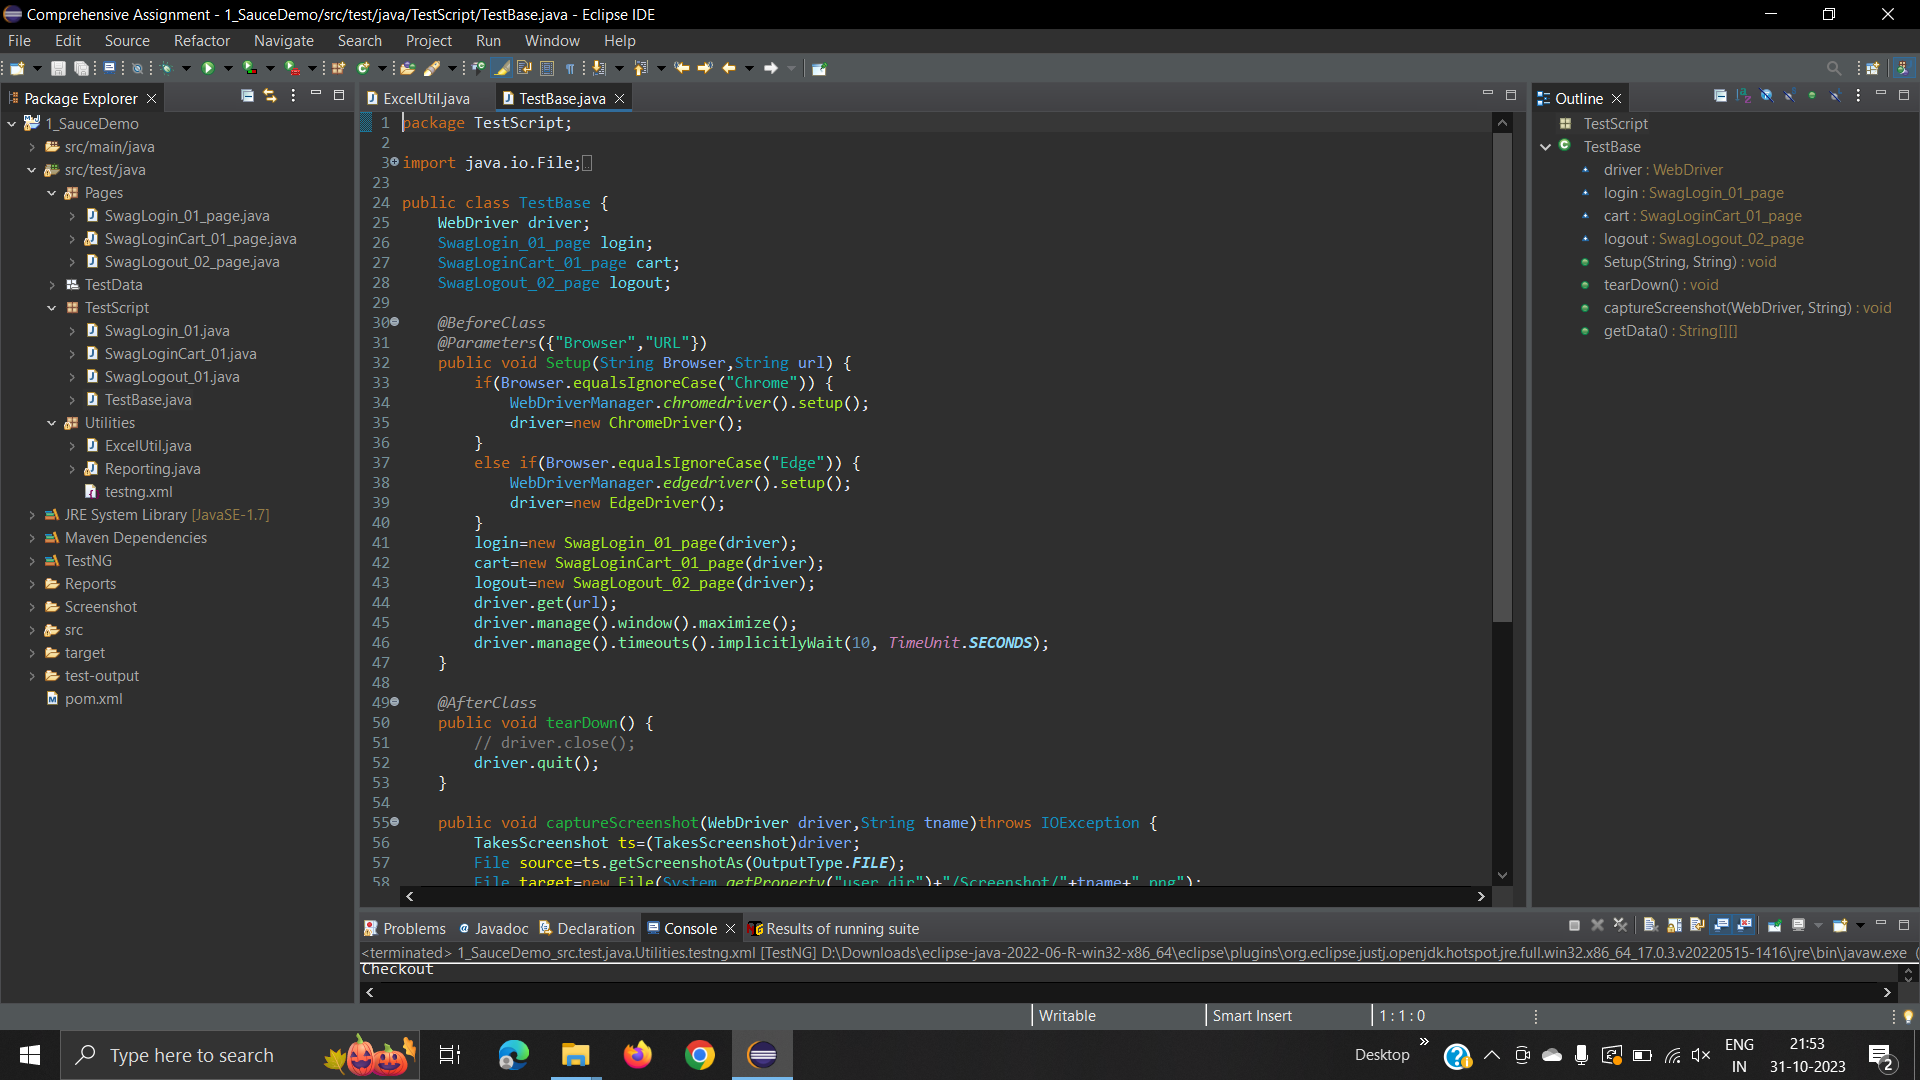 Comprehensive Assignment - 1_SauceDemo/src/test/java/TestScript/TestBase.java - Eclipse IDE
File Edit Source Refactor Navigate Search Project Run Window Help
Package Explorer
1_SauceDemo
src/main/java
src/test/java
Pages
SwagLogin_01_page.java
SwagLoginCart_01_page.java
SwagLogout_02_page.java
TestData
TestScript
SwagLogin_01.java
SwagLoginCart_01.java
SwagLogout_01.java
TestBase.java
Utilities
ExcelUtil.java
Reporting.java
testng.xml
JRE System Library [JavaSE-1.7]
Maven Dependencies
TestNG
Reports
Screenshot
src
target
test-output
pom.xml
ExcelUtil.java TestBase.java
1 package TestScript;
2
3 import java.io.File;
23
24 public class TestBase {
25 WebDriver driver;
26 SwagLogin_01_page login;
27 SwagLoginCart_01_page cart;
28 SwagLogout_02_page logout;
29
30 @BeforeClass
31 @Parameters({"Browser","URL"})
32 public void Setup(String Browser,String url) {
33 if(Browser.equalsIgnoreCase("Chrome")) {
34 WebDriverManager.chromedriver().setup();
35 driver=new ChromeDriver();
36 }
37 else if(Browser.equalsIgnoreCase("Edge")) {
38 WebDriverManager.edgedriver().setup();
39 driver=new EdgeDriver();
40 }
41 login=new SwagLogin_01_page(driver);
42 cart=new SwagLoginCart_01_page(driver);
43 logout=new SwagLogout_02_page(driver);
44 driver.get(url);
45 driver.manage().window().maximize();
46 driver.manage().timeouts().implicitlyWait(10, TimeUnit.SECONDS);
47 }
48
49 @AfterClass
50 public void tearDown() {
51 // driver.close();
52 driver.quit();
53 }
54
55 public void captureScreenshot(WebDriver driver,String tname)throws IOException {
56 TakesScreenshot ts=(TakesScreenshot)driver;
57 File source=ts.getScreenshotAs(OutputType.FILE);
58 File target=new File(System.getProperty("user.dir")+"/Screenshot/"+tname+".png");
Outline
TestScript
TestBase
driver : WebDriver
login : SwagLogin_01_page
cart : SwagLoginCart_01_page
logout : SwagLogout_02_page
Setup(String, String) : void
tearDown() : void
captureScreenshot(WebDriver, String) : void
getData() : String[][]
Problems Javadoc Declaration Console Results of running suite
<terminated> 1_SauceDemo_src.test.java.Utilities.testng.xml [TestNG] D:\Downloads\eclipse-java-2022-06-R-win32-x86_64\eclipse\plugins\org.eclipse.justj.openjdk.hotspot.jre.full.win32.x86_64_17.0.3.v20220515-1416\jre\bin\javaw.exe (
Checkout
Writable Smart Insert 1 : 1 : 0
Type here to search
Desktop
ENG
IN
21:53
31-10-2023
2